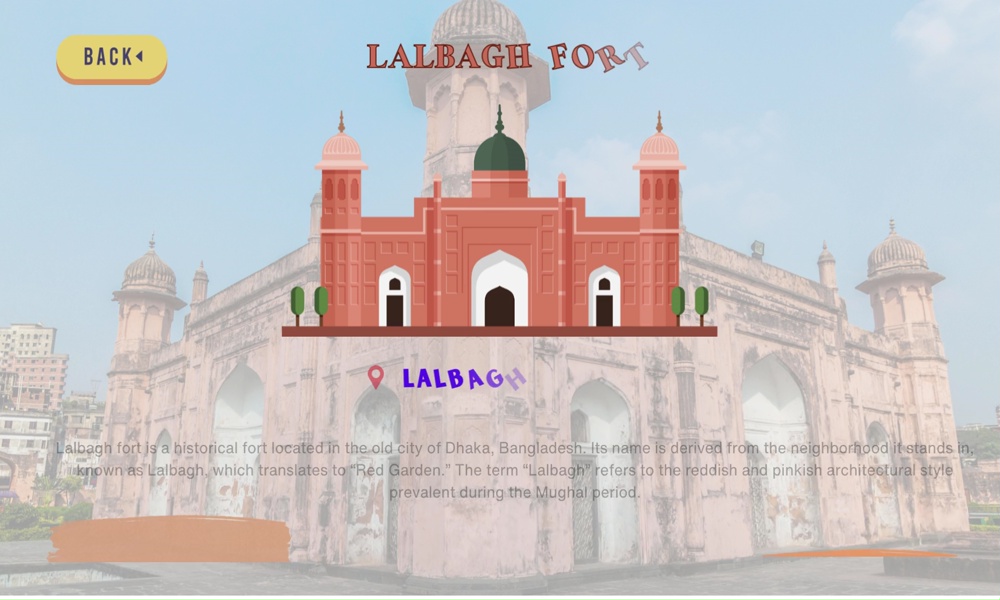 BACK
LALBAGH FORT
LALBAGH
Lalbagh fort is a historical fort located in the old city of Dhaka, Bangladesh. Its name is derived from the neighborhood it stands in,
known as Lalbagh, which translates to “Red Garden.” The term “Lalbagh” refers to the reddish and pinkish architectural style
prevalent during the Mughal period.